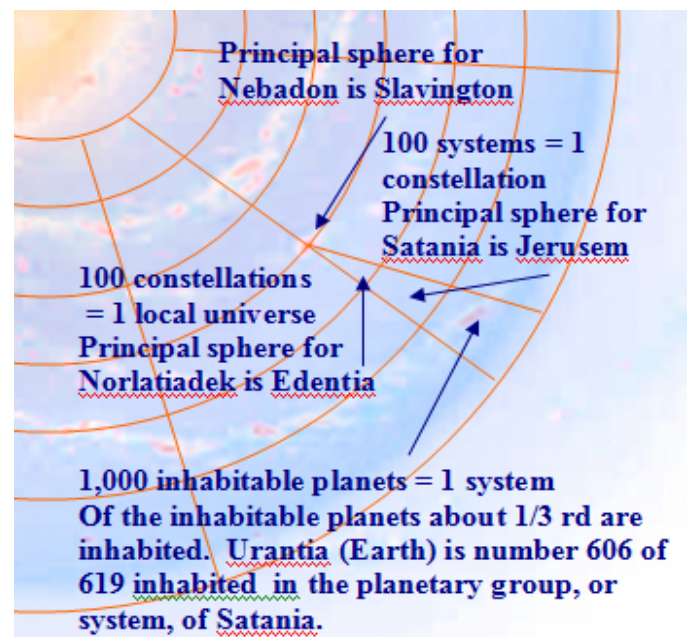 Principal sphere for
Nebadon is Slavington
100 systems = 1
constellation
Principal sphere for
Satania is Jerusem
100 constellations
= 1 local universe
Principal sphere for
Norlatiadek is Edentia
1,000 inhabitable planets = 1 system
Of the inhabitable planets about 1/3 rd are
inhabited. Urantia (Earth) is number 606 of
619 inhabited in the planetary group, or
system, of Satania.